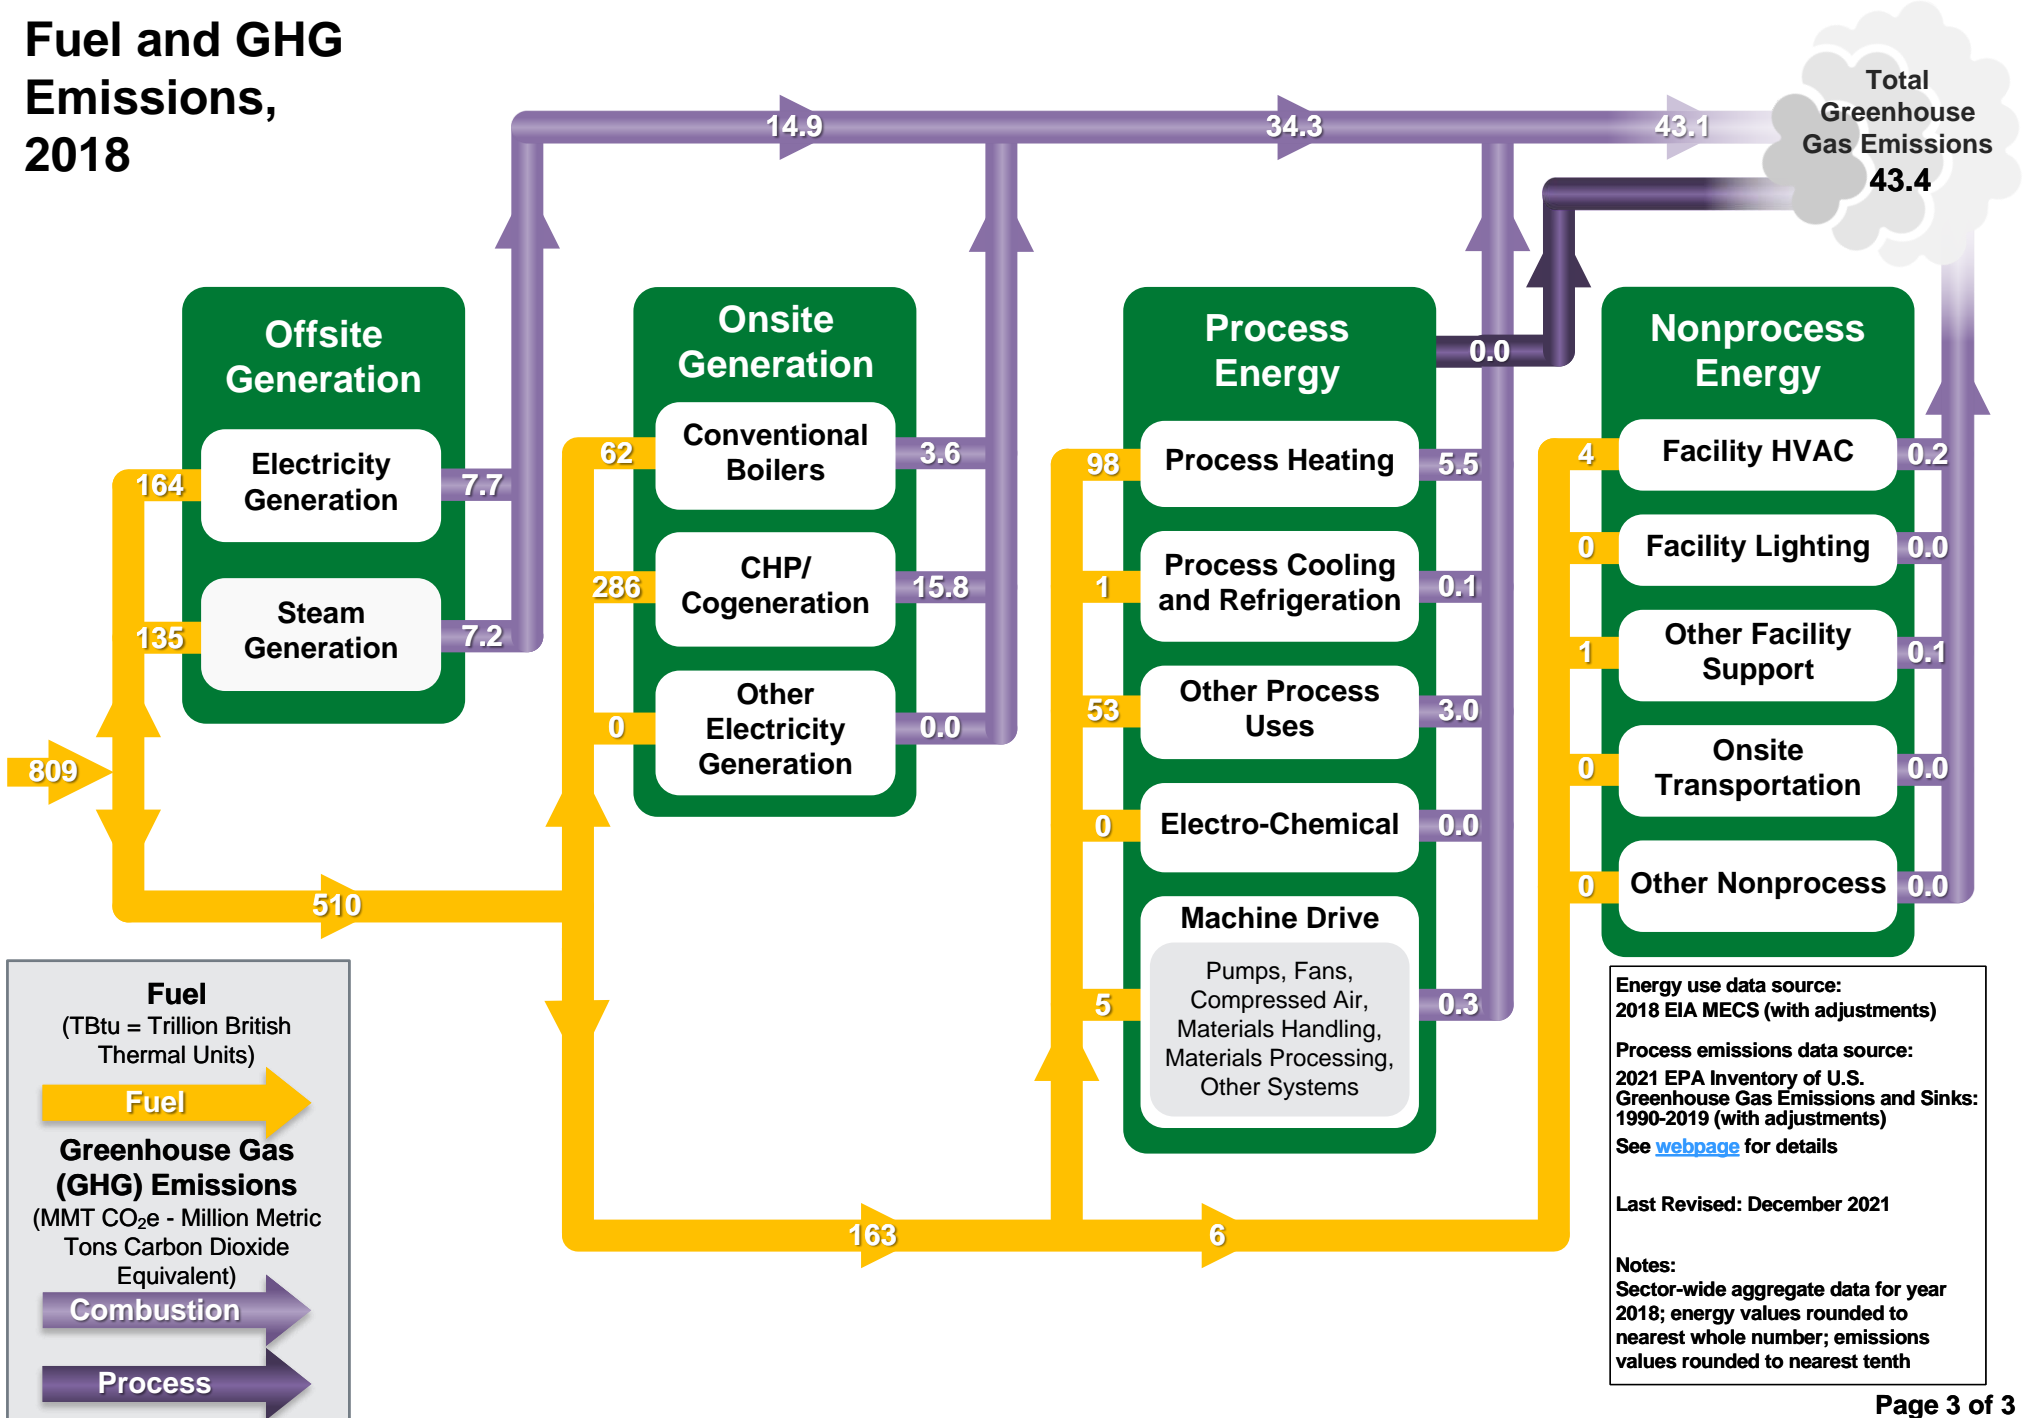 Fuel and GHG
Emissions,
2018
14.9
34.3
43.1
Total
Greenhouse
Gas Emissions
43.4
809
510
163
6
Offsite
Generation
164
Electricity
Generation
7.7
135
Steam
Generation
7.2
Onsite
Generation
62
Conventional
Boilers
3.6
286
CHP/
Cogeneration
15.8
0
Other
Electricity
Generation
0.0
Process
Energy
0.0
98
Process Heating
5.5
1
Process Cooling
and Refrigeration
0.1
53
Other Process
Uses
3.0
0
Electro-Chemical
0.0
Machine Drive
5
Pumps, Fans,
Compressed Air,
Materials Handling,
Materials Processing,
Other Systems
0.3
Nonprocess
Energy
4
Facility HVAC
0.2
0
Facility Lighting
0.0
1
Other Facility
Support
0.1
0
Onsite
Transportation
0.0
0
Other Nonprocess
0.0
Fuel
(TBtu = Trillion British
Thermal Units)
Fuel
Greenhouse Gas
(GHG) Emissions
(MMT CO₂e - Million Metric
Tons Carbon Dioxide
Equivalent)
Combustion
Process
Energy use data source:
2018 EIA MECS (with adjustments)
Process emissions data source:
2021 EPA Inventory of U.S.
Greenhouse Gas Emissions and Sinks:
1990-2019 (with adjustments)
See webpage for details
Last Revised: December 2021
Notes:
Sector-wide aggregate data for year
2018; energy values rounded to
nearest whole number; emissions
values rounded to nearest tenth
Page 3 of 3